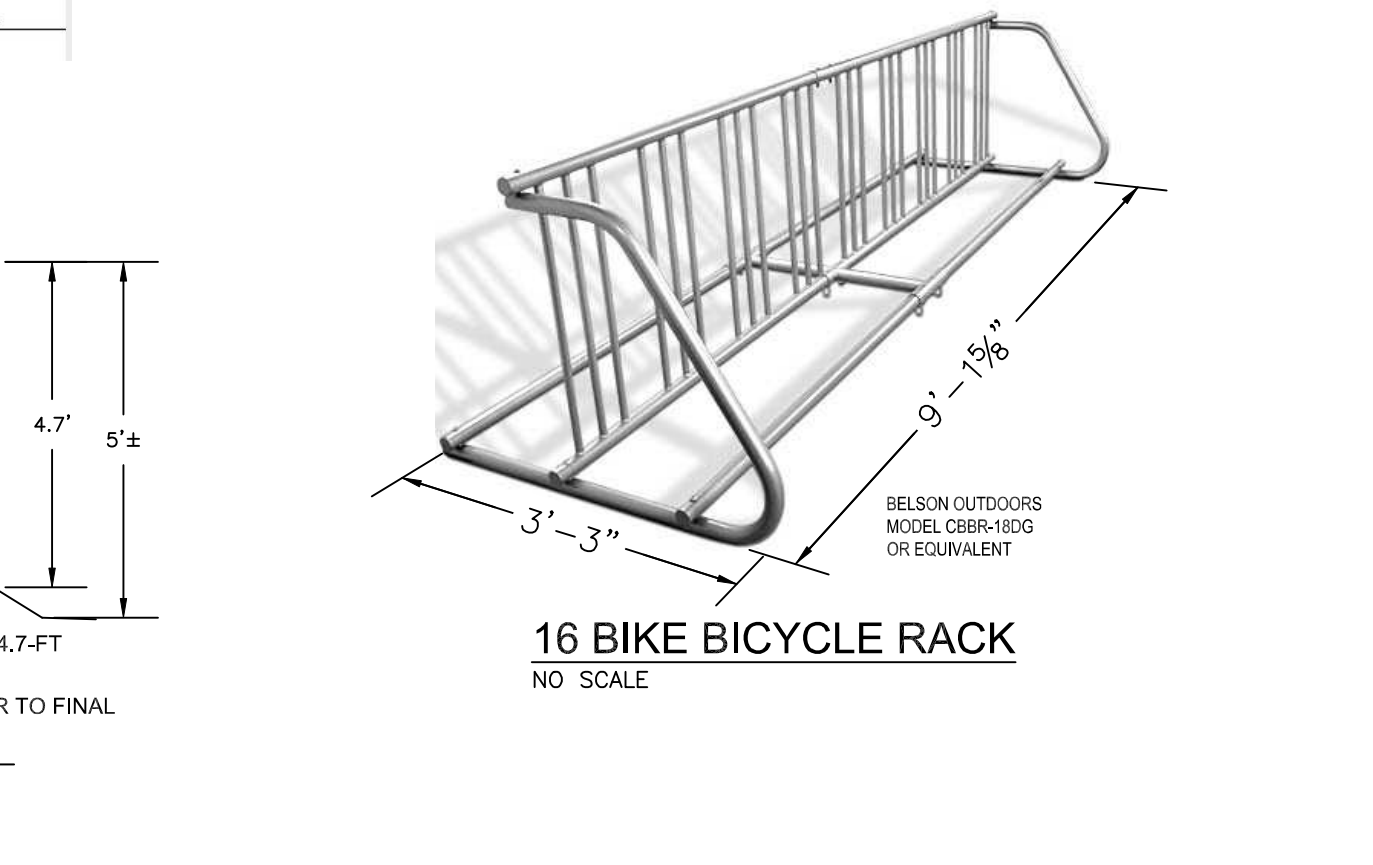 4.7'
5'±
4.7-FT
R TO FINAL
9'-1⅝"
3'-3"
BELSON OUTDOORS
MODEL CBBR-18DG
OR EQUIVALENT
16 BIKE BICYCLE RACK
NO SCALE